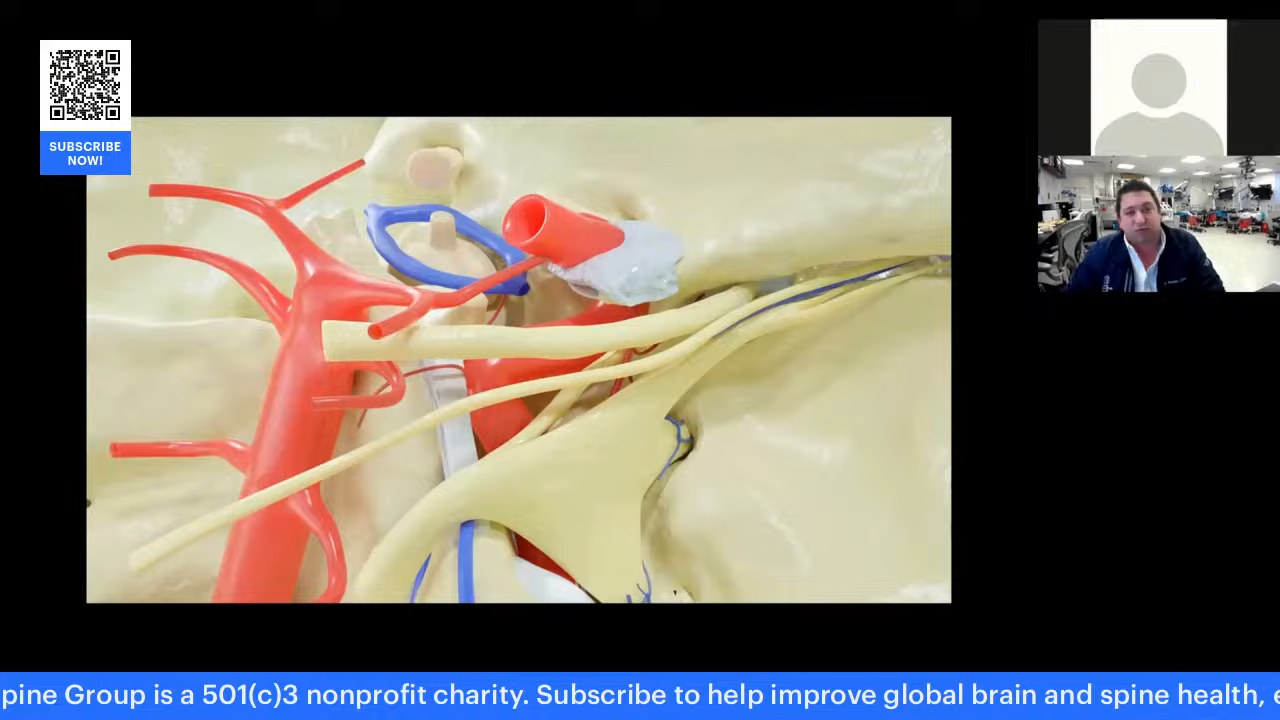 SUBSCRIBE
NOW!
pine Group is a 501(c)3 nonprofit charity. Subscribe to help improve global brain and spine health,